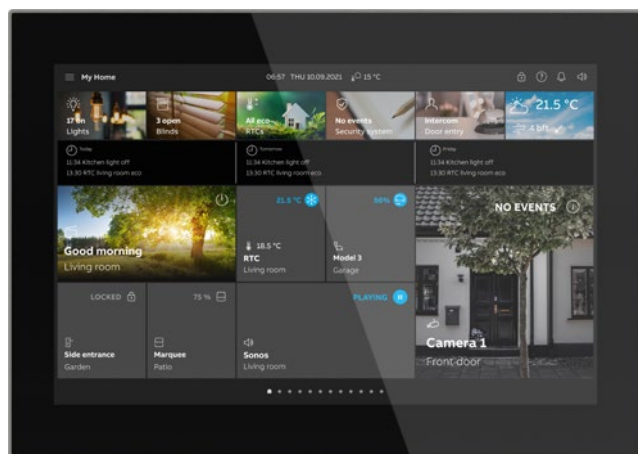 My Home
06:57 THU 10.09.2021 15 °C
17 on
Lights
3 open
Blinds
All eco
RTCs
No events
Security system
Intercom
Door entry
21.5 °C
4 bft
Today
11:34 Kitchen light off
13:30 RTC living room eco
Tomorrow
11:34 Kitchen light off
13:30 RTC living room eco
Friday
11:34 Kitchen light off
13:30 RTC living room eco
Good morning
Living room
21.5 °C
18.5 °C
RTC
Living room
86%
Model 3
Garage
NO EVENTS
Camera 1
Front door
LOCKED
Side entrance
Garden
75 %
Marquee
Patio
PLAYING
Sonos
Living room